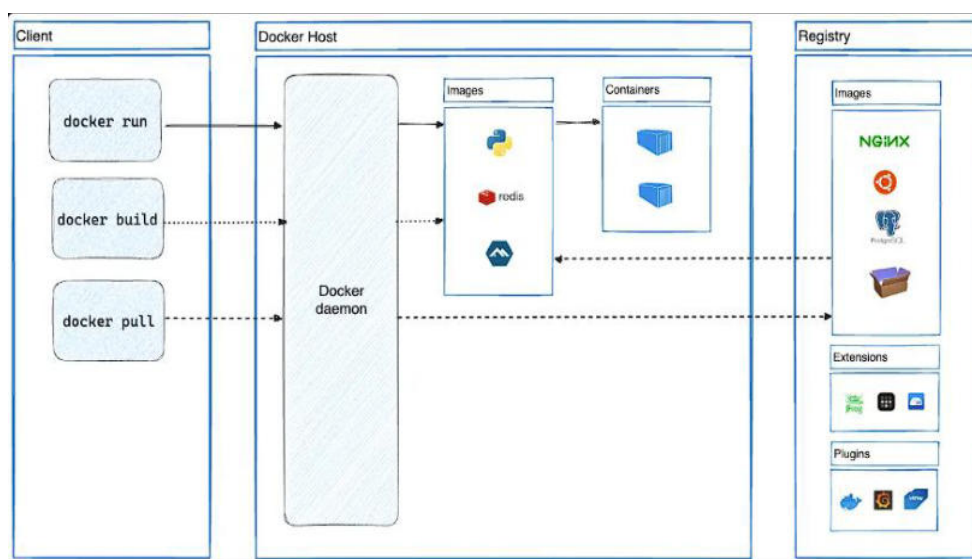 Client
Docker Host
Registry
docker run
docker build
docker pull
Docker
daemon
Images
redis
Containers
Images
NGINX
PostgreSQL
Extensions
Plugins